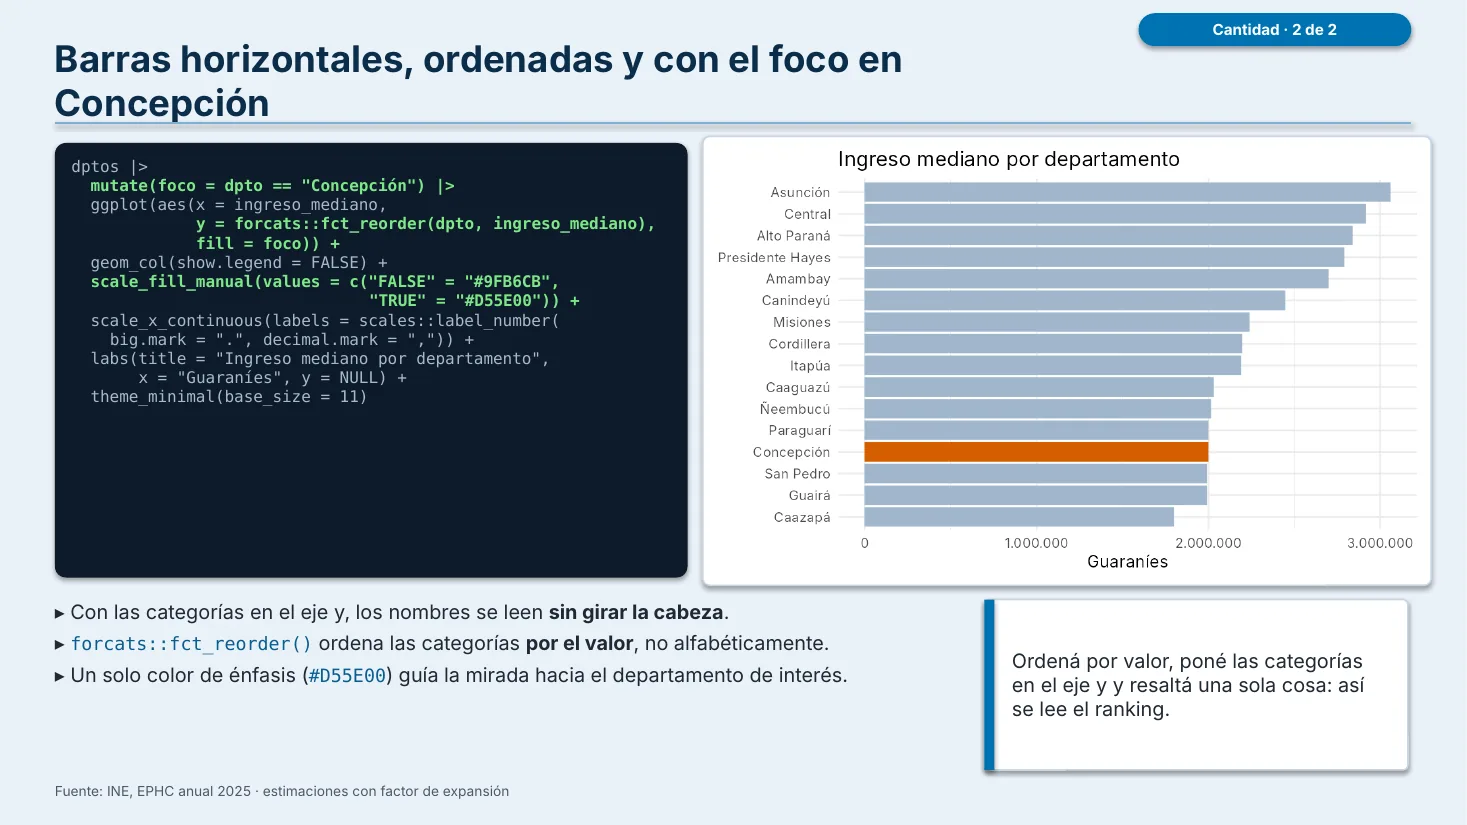 Cantidad · 2 de 2
Barras horizontales, ordenadas y con el foco en
Concepción
dptos |>
  mutate(foco = dpto == "Concepción") |>
  ggplot(aes(x = ingreso_mediano,
             y = forcats::fct_reorder(dpto, ingreso_mediano),
             fill = foco)) +
  geom_col(show.legend = FALSE) +
  scale_fill_manual(values = c("FALSE" = "#9FB6CB",
                               "TRUE" = "#D55E00")) +
  scale_x_continuous(labels = scales::label_number(
    big.mark = ".", decimal.mark = ",")) +
  labs(title = "Ingreso mediano por departamento",
       x = "Guaraníes", y = NULL) +
  theme_minimal(base_size = 11)
Ingreso mediano por departamento
Asunción
Central
Alto Paraná
Presidente Hayes
Amambay
Canindeyú
Misiones
Cordillera
Itapúa
Caaguazú
Ñeembucú
Paraguarí
Concepción
San Pedro
Guairá
Caazapá
0 1.000.000 2.000.000 3.000.000
Guaraníes
▸ Con las categorías en el eje y, los nombres se leen sin girar la cabeza.
▸ forcats::fct_reorder() ordena las categorías por el valor, no alfabéticamente.
▸ Un solo color de énfasis (#D55E00) guía la mirada hacia el departamento de interés.
Ordená por valor, poné las categorías
en el eje y y resaltá una sola cosa: así
se lee el ranking.
Fuente: INE, EPHC anual 2025 · estimaciones con factor de expansión